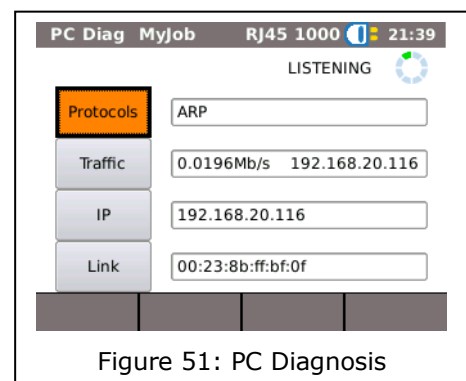 PC Diag MyJob RJ45 1000 21:39
LISTENING
Protocols ARP
Traffic 0.0196Mb/s 192.168.20.116
IP 192.168.20.116
Link 00:23:8b:ff:bf:0f
Figure 51: PC Diagnosis